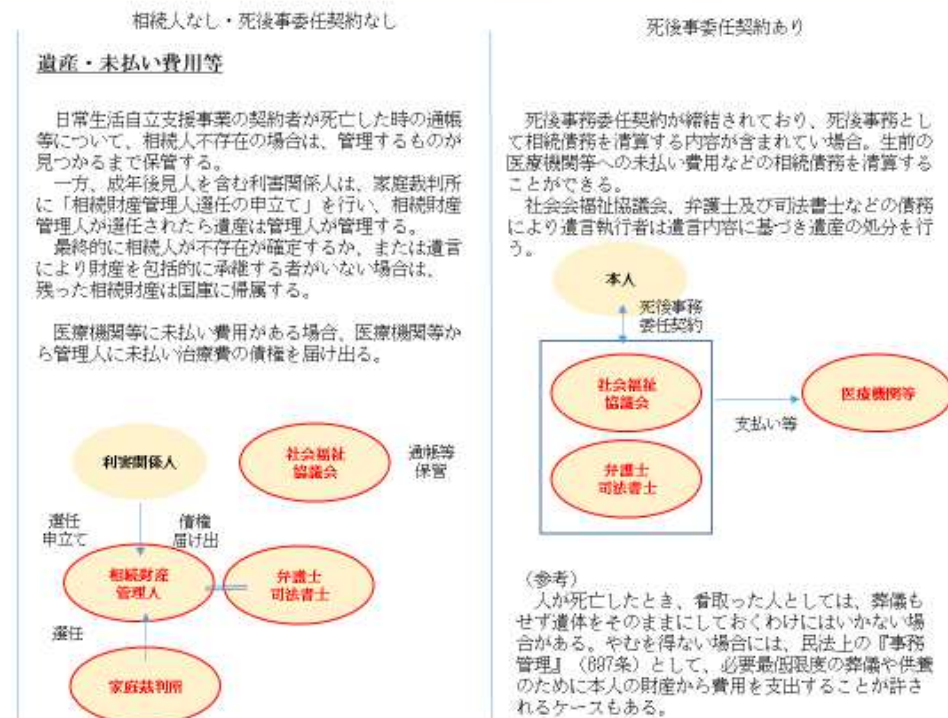 相続人なし・死後事委任契約なし
遺産・未払い費用等
日常生活自立支援事業の契約者が死亡した時の通帳
等について、相続人不存在の場合は、管理するものが
見つかるまで保管する。
一方、成年後見人を含む利害関係人は、家庭裁判所
に「相続財産管理人選任の申立て」を行い、相続財産
管理人が選任されたら遺産は管理人が管理する。
最終的に相続人が不存在が確定するか、または遺言
により財産を包括的に承継する者がいない場合は、
残った相続財産は国庫に帰属する。
医療機関等に未払い費用がある場合、医療機関等か
ら管理人に未払い治療費の債権を届け出る。
利害関係人
社会福祉
協議会
通帳等
保管
選任
申立て
債権
届け出
相続財産
管理人
弁護士
司法書士
選任
家庭裁判所
死後事委任契約あり
死後事務委任契約が締結されており、死後事務とし
て相続債務を清算する内容が含まれてい場合。生前の
医療機関等への未払い費用などの相続債務を清算する
ことができる。
社会会福祉協議会、弁護士及び司法書士などの債務
により遺言執行者は遺言内容に基づき遺産の処分を行
う。
本人
死後事務
委任契約
社会福祉
協議会
弁護士
司法書士
支払い等
医療機関等
（参考）
人が死亡したとき、看取った人としては、葬儀も
せず遺体をそのままにしておくわけにはいかない場
合がある。やむを得ない場合には、民法上の『事務
管理』（697条）として、必要最低限度の葬儀や供養
のために本人の財産から費用を支出することが許さ
れるケースもある。